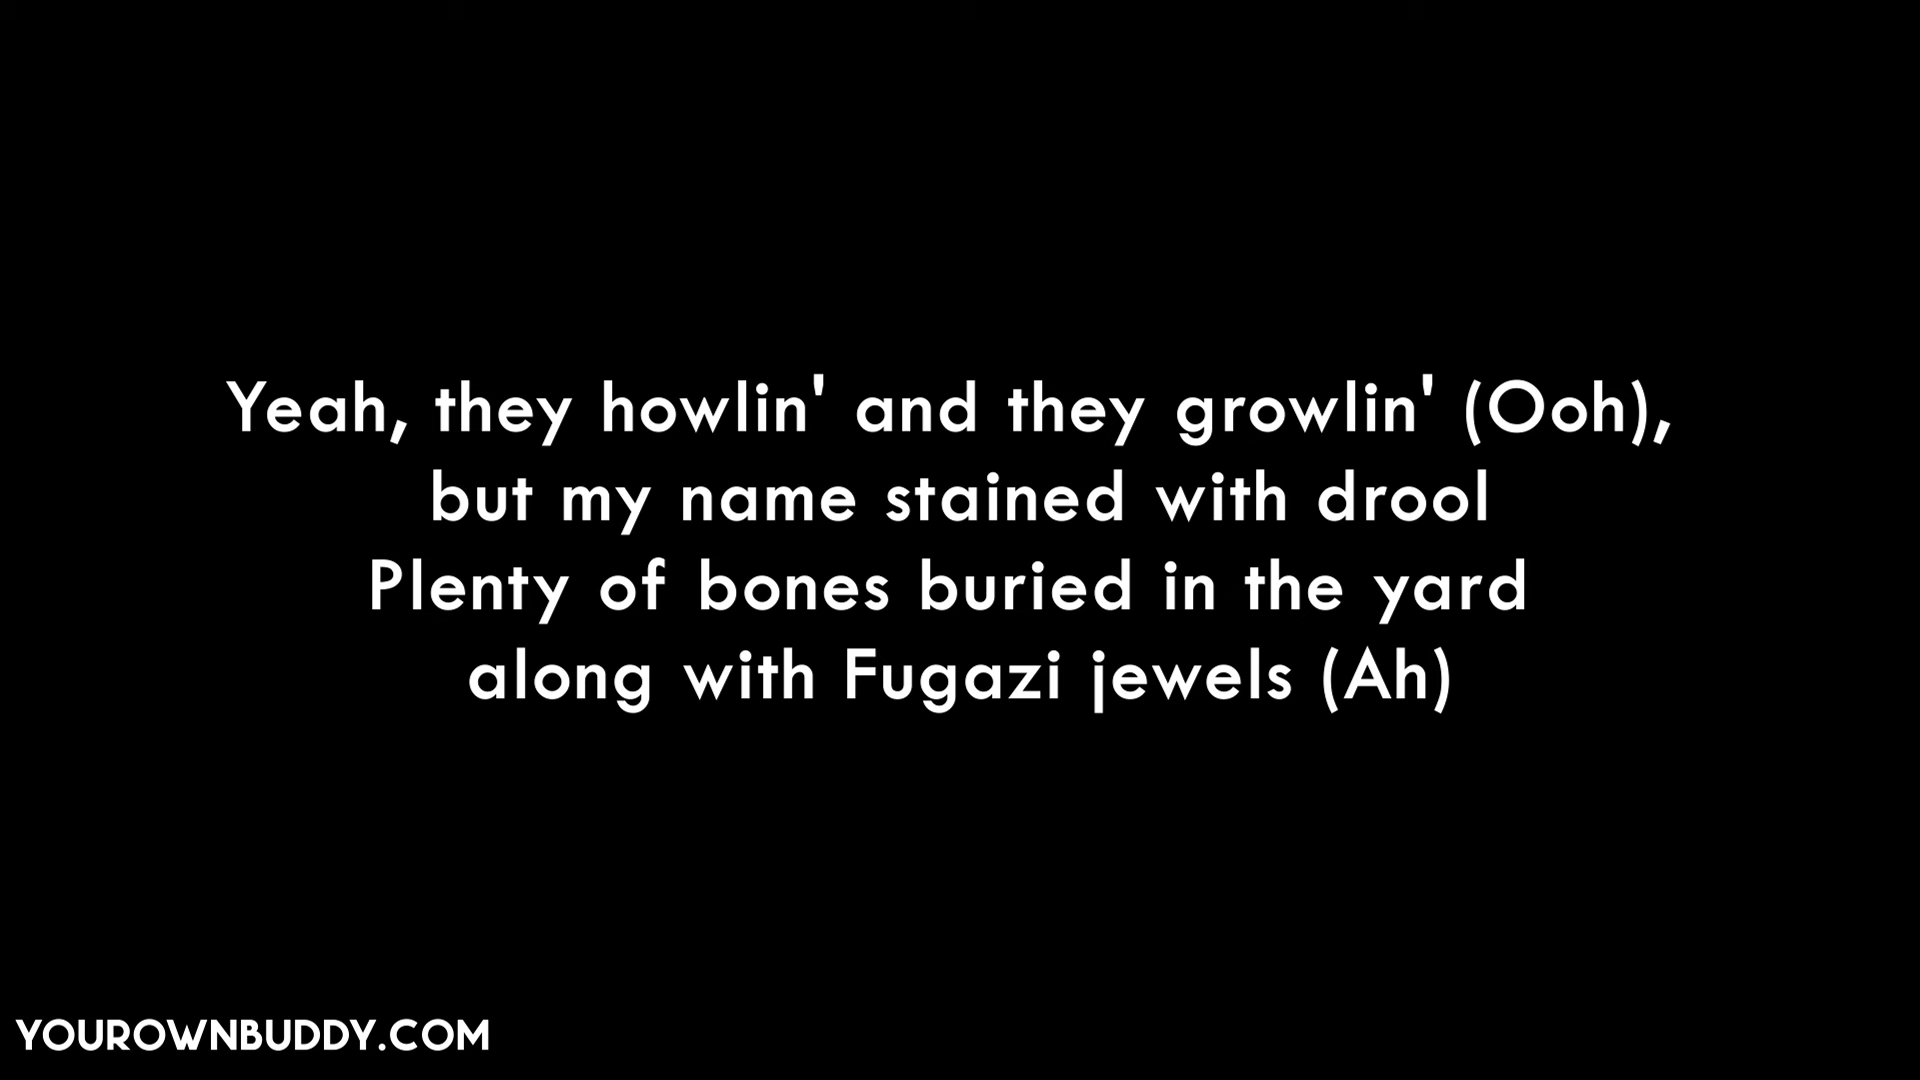 Yeah, they howlin' and they growlin' (Ooh),
but my name stained with drool
Plenty of bones buried in the yard
along with Fugazi jewels (Ah)
YOUROWNBUDDY.COM